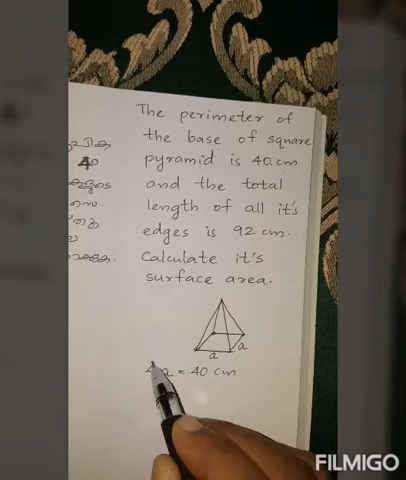 The perimeter of
the base of square
pyramid is 40.cm
and the total
length of all it's
edges is 92 cm.
Calculate it's
surface area.
40
a
a
= 40 cm
FILMIGO